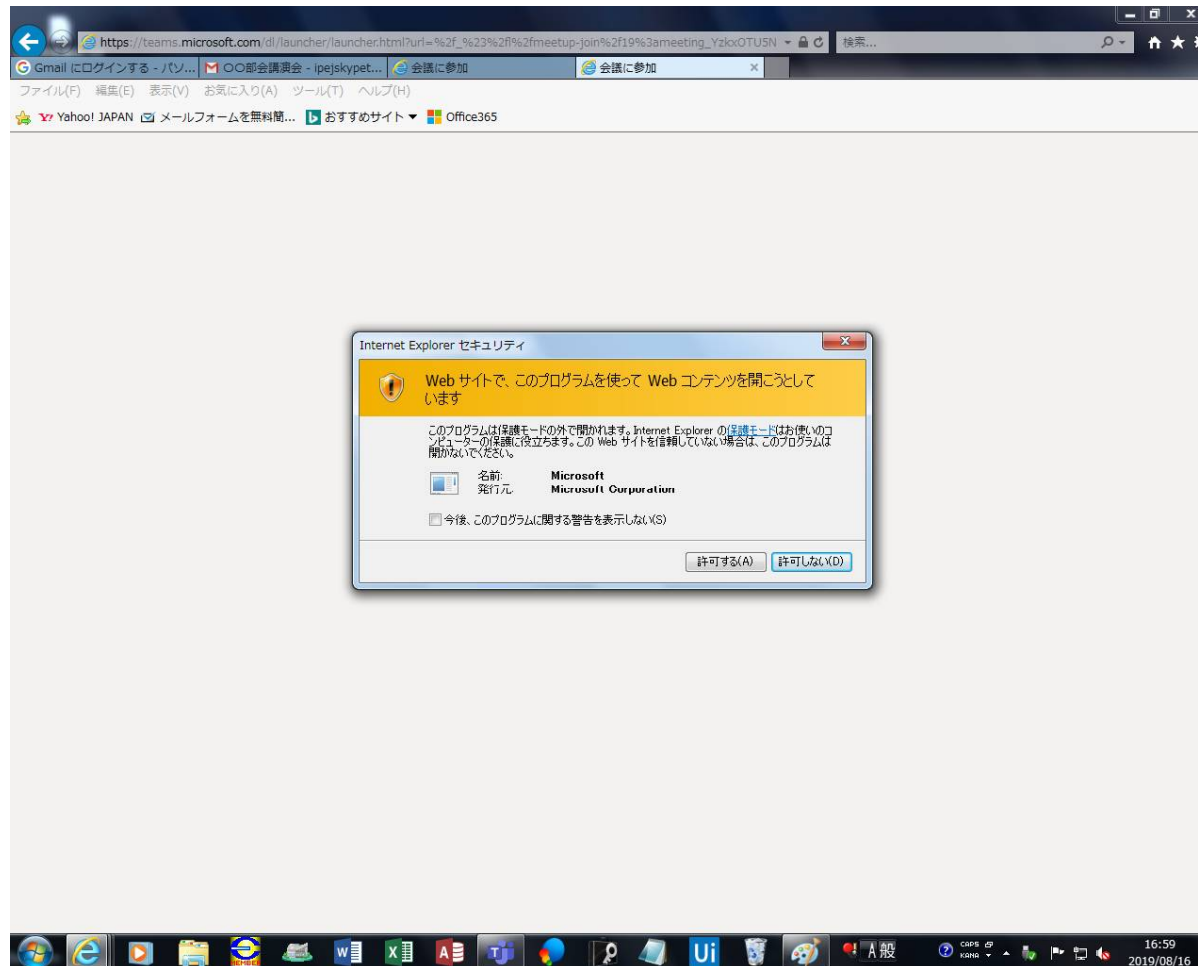 https://teams.microsoft.com/dl/launcher/launcher.html?url=%2f_%23%2fl%2fmeetup-join%2f19%3ameeting_YzkxOTU5N
検索...
Gmail にログインする - パソ...
〇〇部会講演会 - ipejskypet...
会議に参加
会議に参加
ファイル(F) 編集(E) 表示(V) お気に入り(A) ツール(T) ヘルプ(H)
Yahoo! JAPAN メールフォームを無料簡... おすすめサイト Office365
Internet Explorer セキュリティ
Web サイトで、このプログラムを使って Web コンテンツを開こうとして
います
このプログラムは保護モードの外で開かれます。Internet Explorer の保護モードはお使いのコ
ンピューターの保護に役立ちます。この Web サイトを信頼していない場合は、このプログラムは
開かないでください。
名前: Microsoft
発行元: Microsoft Corporation
今後、このプログラムに関する警告を表示しない(S)
許可する(A) 許可しない(D)
A 般
CAPS
KANA
16:59
2019/08/16